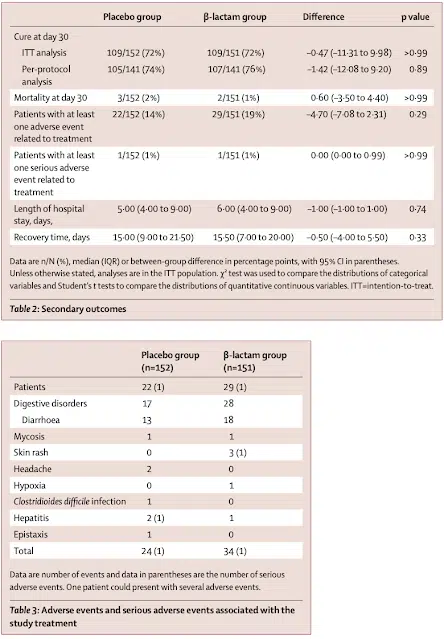 Placebo group β-lactam group Difference p value
Cure at day 30
ITT analysis 109/152 (72%) 109/151 (72%) –0·47 (–11·31 to 9·98) >0·99
Per-protocol 105/141 (74%) 107/141 (76%) –1·42 (–12·08 to 9·20) 0·89
analysis
Mortality at day 30 3/152 (2%) 2/151 (1%) 0·60 (–3·50 to 4·40) >0·99
Patients with at least 22/152 (14%) 29/151 (19%) –4·70 (–7·08 to 2·31) 0·29
one adverse event
related to treatment
Patients with at least 1/152 (1%) 1/151 (1%) 0·00 (0·00 to 0·99) >0·99
one serious adverse
event related to
treatment
Length of hospital 5·00 (4·00 to 9·00) 6·00 (4·00 to 9·00) –1·00 (–1·00 to 1·00) 0·74
stay, days,
Recovery time, days 15·00 (9·00 to 21·50) 15·50 (7·00 to 20·00) –0·50 (–4·00 to 5·50) 0·33
Data are n/N (%), median (IQR) or between-group difference in percentage points, with 95% CI in parentheses.
Unless otherwise stated, analyses are in the ITT population. χ² test was used to compare the distributions of categorical
variables and Student's t tests to compare the distributions of quantitative continuous variables. ITT=intention-to-treat.
Table 2: Secondary outcomes
Placebo group β-lactam group
(n=152) (n=151)
Patients 22 (1) 29 (1)
Digestive disorders 17 28
Diarrhoea 13 18
Mycosis 1 1
Skin rash 0 3 (1)
Headache 2 0
Hypoxia 0 1
Clostridioides difficile infection 1 0
Hepatitis 2 (1) 1
Epistaxis 1 0
Total 24 (1) 34 (1)
Data are number of events and data in parentheses are the number of serious
adverse events. One patient could present with several adverse events.
Table 3: Adverse events and serious adverse events associated with the
study treatment